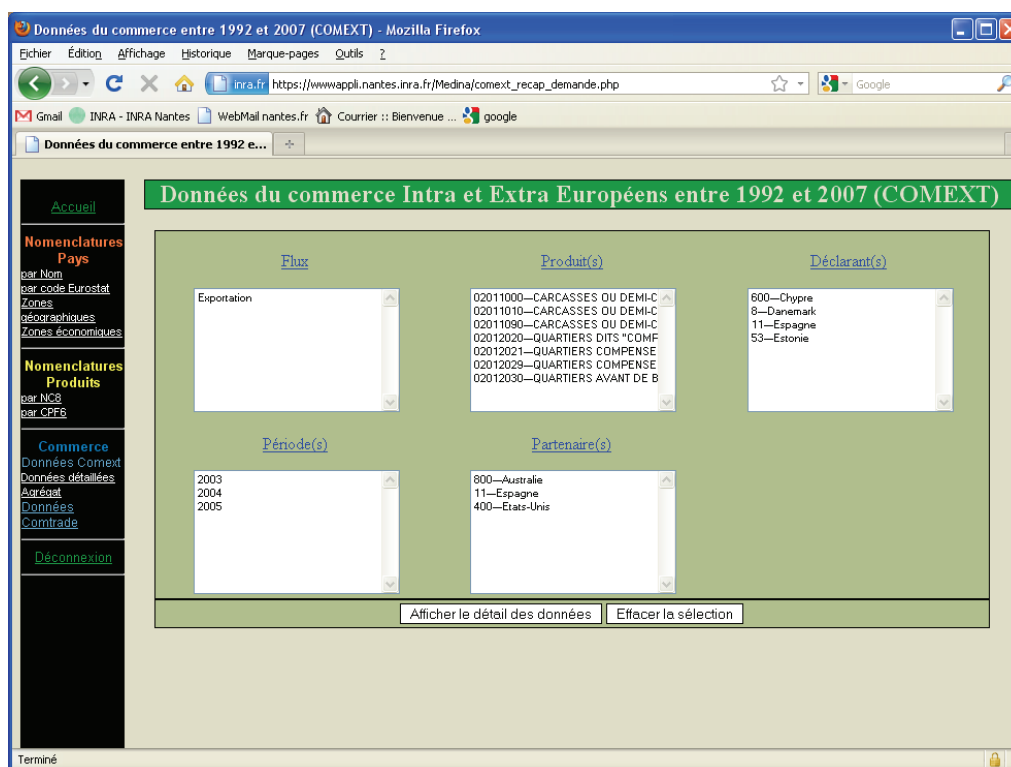 Données du commerce entre 1992 et 2007 (COMEXT) - Mozilla Firefox
Fichier Édition Affichage Historique Marque-pages Outils ?
inra.fr https://wwwappli.nantes.inra.fr/Medina/comext_recap_demande.php
Google
Gmail INRA - INRA Nantes WebMail nantes.fr Courrier :: Bienvenue ... google
Données du commerce entre 1992 e...
Données du commerce Intra et Extra Européens entre 1992 et 2007 (COMEXT)
Accueil
Nomenclatures
Pays
par Nom
par code Eurostat
Zones
géographiques
Zones économiques
Nomenclatures
Produits
par NC8
par CPF6
Commerce
Données Comext
Données détaillées
Agrégat
Données
Comtrade
Déconnexion
Flux
Exportation
Produit(s)
02011000—CARCASSES OU DEMI-C
02011010—CARCASSES OU DEMI-C
02011090—CARCASSES OU DEMI-C
02012020—QUARTIERS DITS "COMF
02012021—QUARTIERS COMPENSE
02012029—QUARTIERS COMPENSE
02012030—QUARTIERS AVANT DE B
Déclarant(s)
600—Chypre
8—Danemark
11—Espagne
53—Estonie
Période(s)
2003
2004
2005
Partenaire(s)
800—Australie
11—Espagne
400—Etats-Unis
Afficher le détail des données Effacer la sélection
Terminé